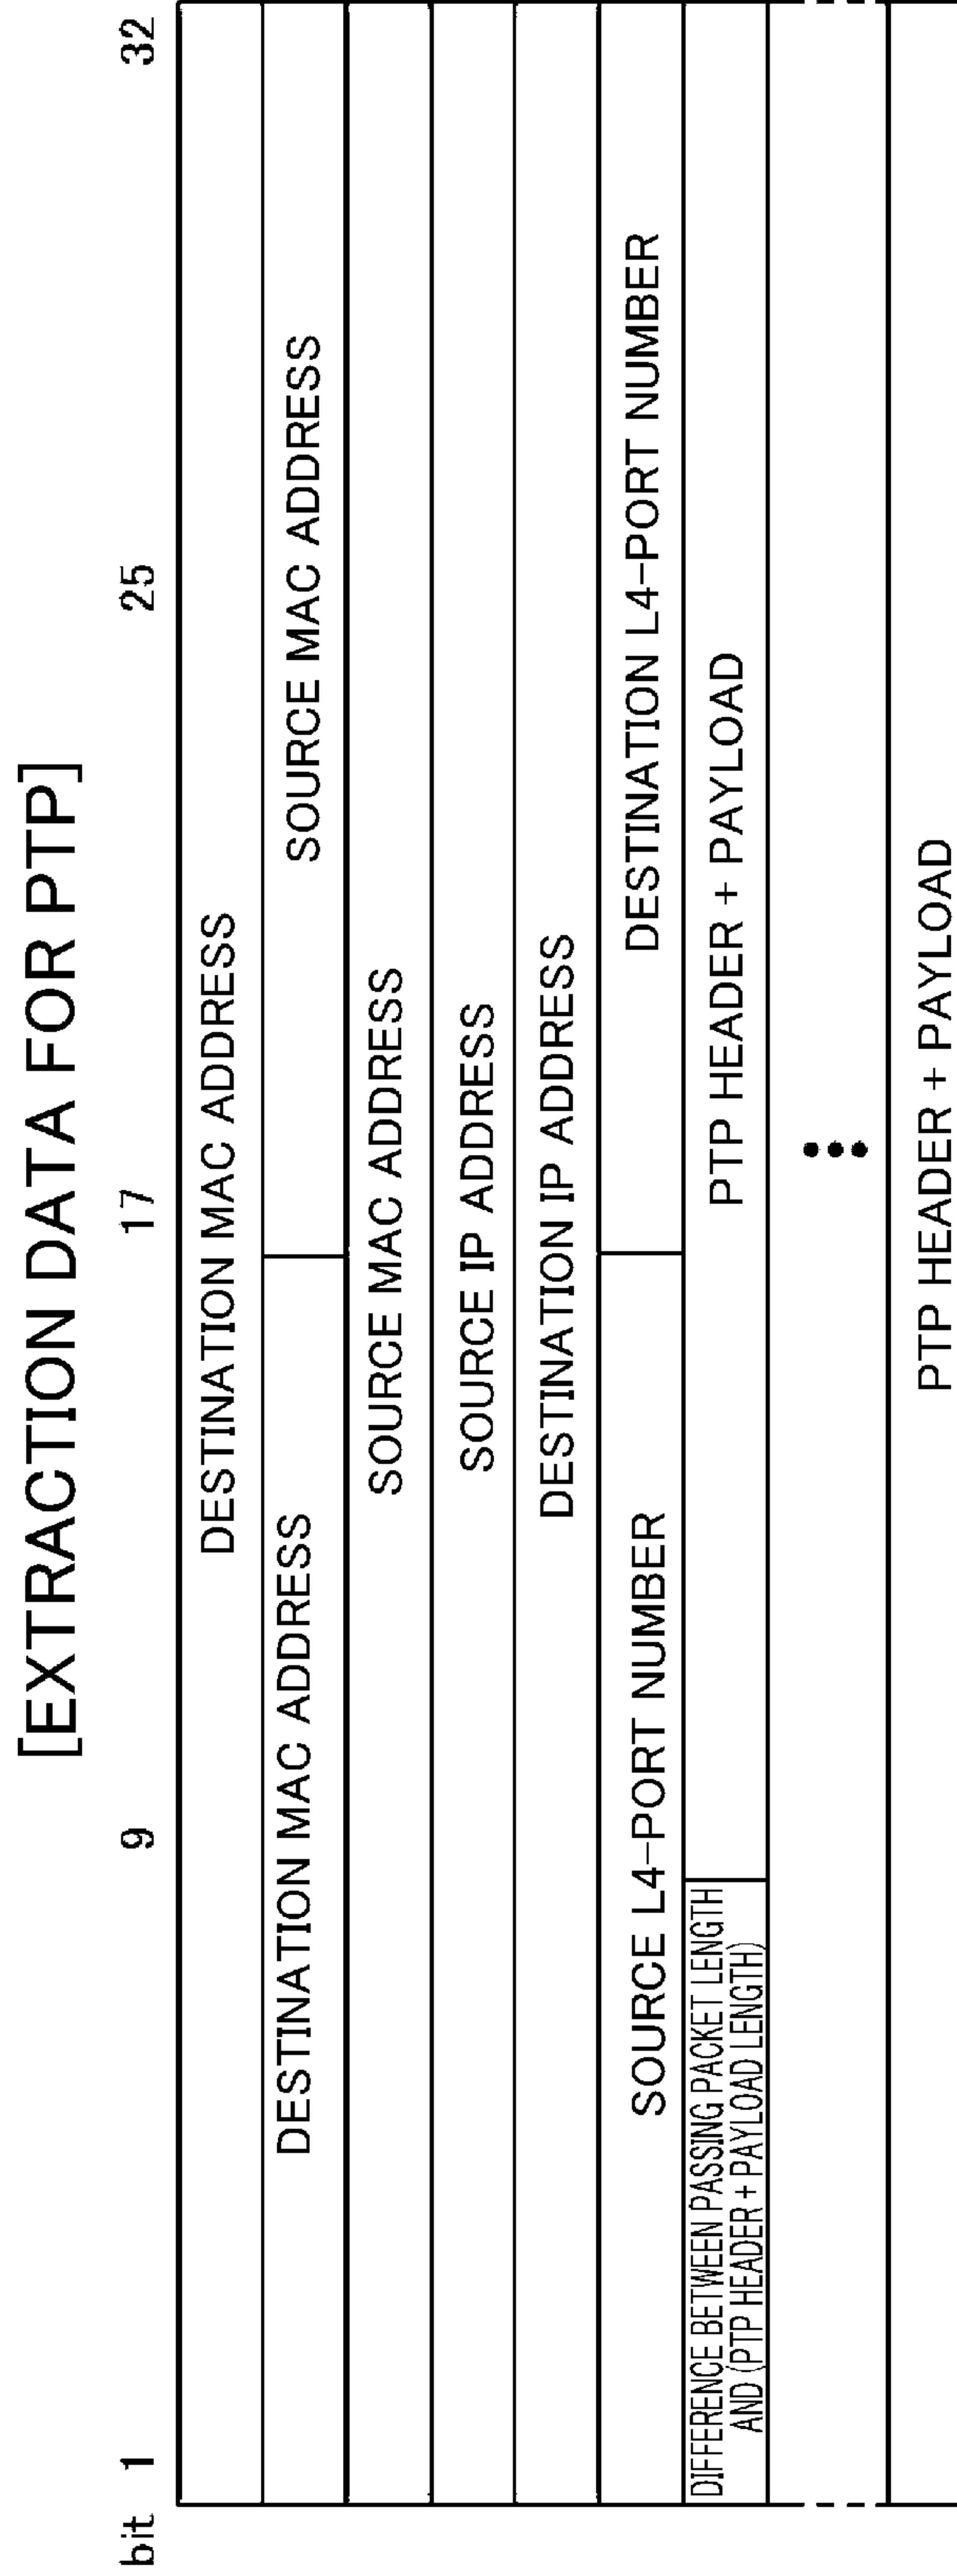 [EXTRACTION DATA FOR PTP]
bit 1 9 17 25 32
DESTINATION MAC ADDRESS
DESTINATION MAC ADDRESS SOURCE MAC ADDRESS
SOURCE MAC ADDRESS
SOURCE IP ADDRESS
DESTINATION IP ADDRESS
SOURCE L4-PORT NUMBER DESTINATION L4-PORT NUMBER
DIFFERENCE BETWEEN PASSING PACKET LENGTH
AND (PTP HEADER + PAYLOAD LENGTH)
PTP HEADER + PAYLOAD
PTP HEADER + PAYLOAD